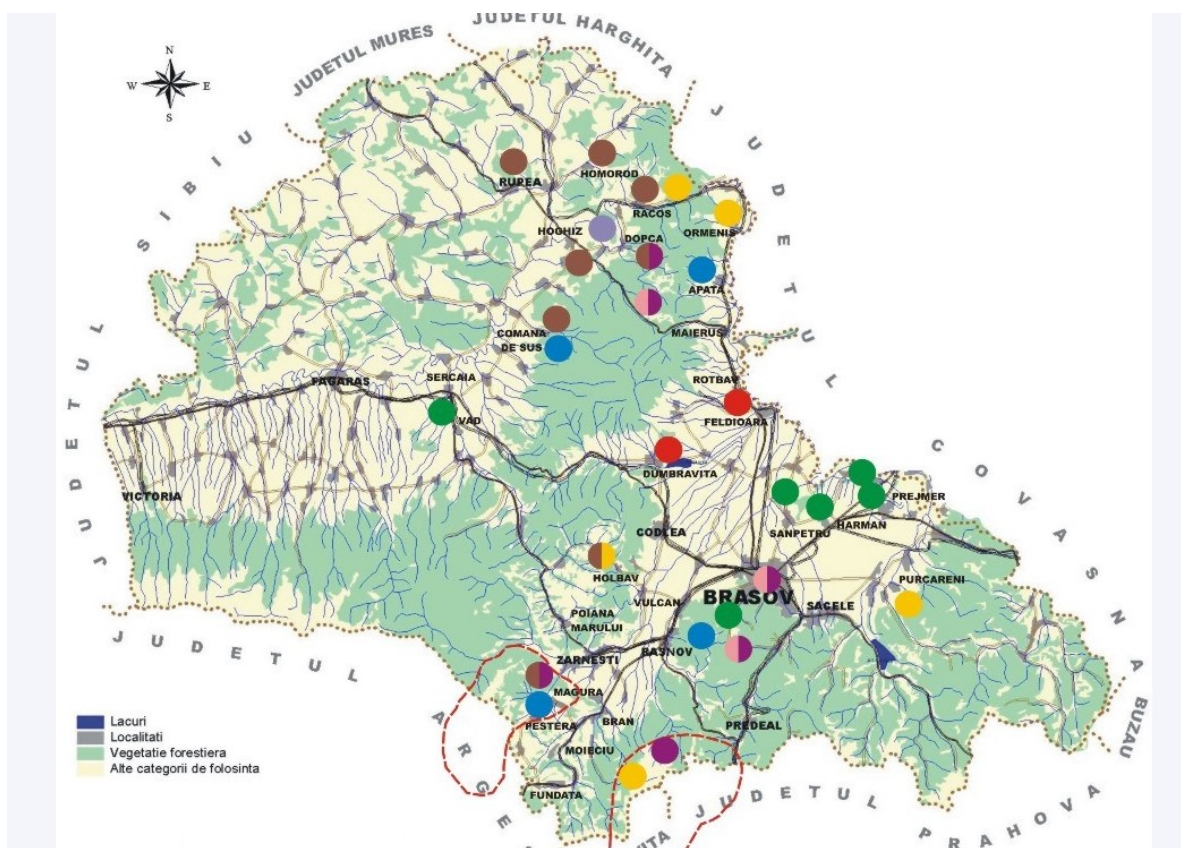 JUDETUL HARGHITA
JUDETUL MURES
N
W E
S
SIBIU
JUDETUL
JUDETUL
HOMOROD
RUPEA
RACOS
HOGHIZ
DOPCA
ORMENIS
APATA
COMANA
DE SUS
MAIERUS
FAGARAS
SERCAIA
ROTBAV
VAD
FELDIOARA
COVASNA
DUMBRAVITA
VICTORIA
PREJMER
SANPETRU
HARMAN
CODLEA
HOLBAV
PURCARENI
VULCAN
BRASOV
SACELE
POIANA
MARULUI
JUDETUL
RASNOV
ZARNESTI
MAGURA
BUZAU
Lacuri
Localitati
Vegetatie forestiera
Alte categorii de folosinta
PESTERA
BRAN
PREDEAL
MOIECIU
FUNDATA
ARGES
ITA
JUDETUL
PRAHOVA